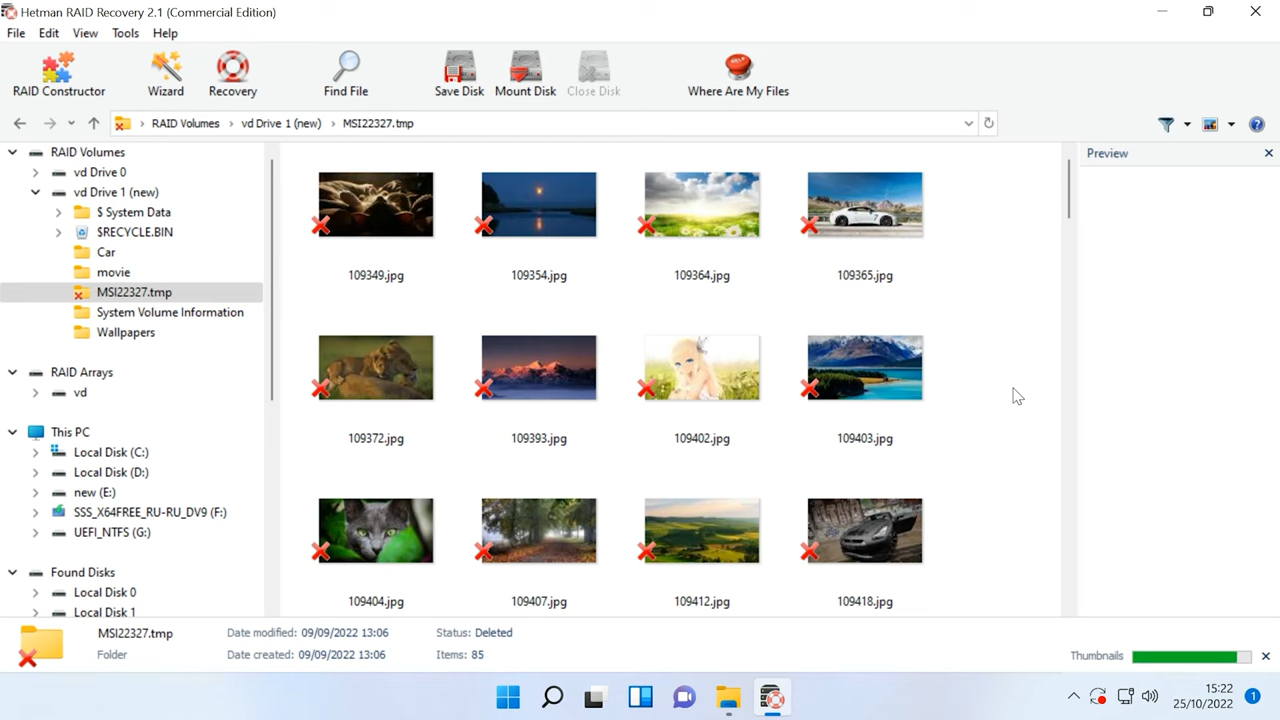 Hetman RAID Recovery 2.1 (Commercial Edition)
File Edit View Tools Help
RAID Constructor Wizard Recovery Find File Save Disk Mount Disk Close Disk HELP Where Are My Files
RAID Volumes vd Drive 1 (new) MSI22327.tmp
RAID Volumes
vd Drive 0
vd Drive 1 (new)
$ System Data
$RECYCLE.BIN
Car
movie
MSI22327.tmp
System Volume Information
Wallpapers
RAID Arrays
vd
This PC
Local Disk (C:)
Local Disk (D:)
new (E:)
SSS_X64FREE_RU-RU_DV9 (F:)
UEFI_NTFS (G:)
Found Disks
Local Disk 0
Local Disk 1
109349.jpg 109354.jpg 109364.jpg 109365.jpg
109372.jpg 109393.jpg 109402.jpg 109403.jpg
109404.jpg 109407.jpg 109412.jpg 109418.jpg
Preview
MSI22327.tmp Date modified: 09/09/2022 13:06 Status: Deleted
Folder Date created: 09/09/2022 13:06 Items: 85
Thumbnails
15:22
25/10/2022
1